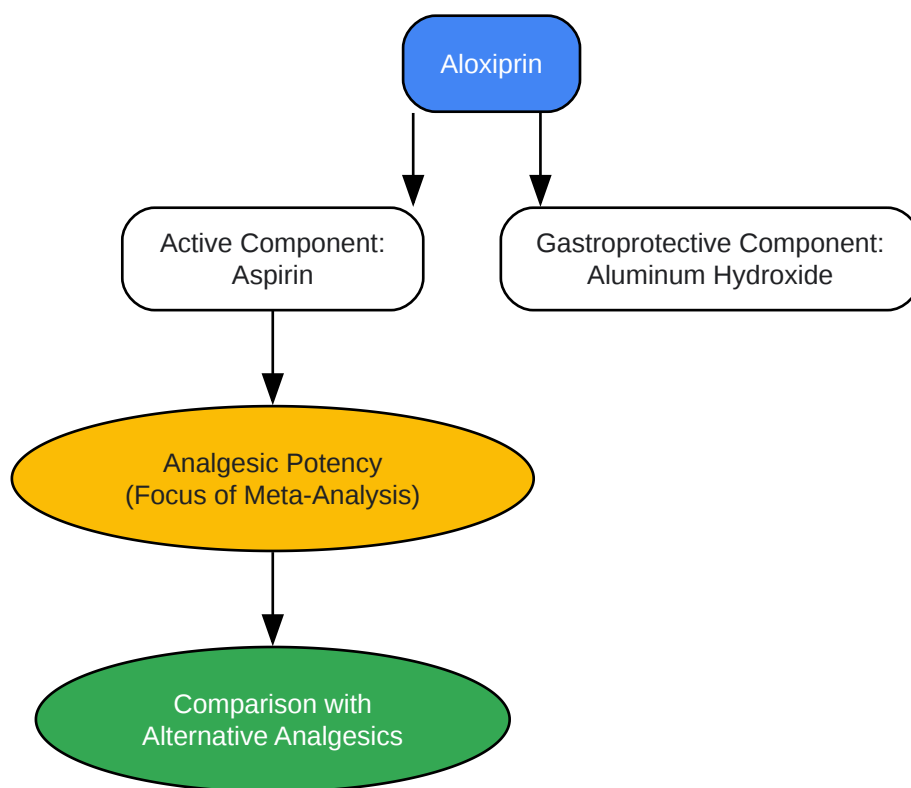 Aloxiprin
Active Component:
Aspirin
Gastroprotective Component:
Aluminum Hydroxide
Analgesic Potency
(Focus of Meta-Analysis)
Comparison with
Alternative Analgesics